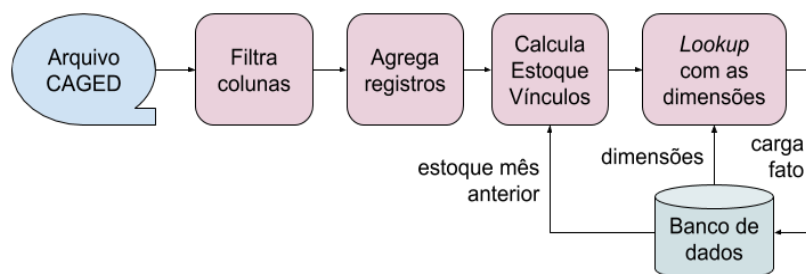 Arquivo
CAGED
Filtra
colunas
Agrega
registros
Calcula
Estoque
Vínculos
Lookup
com as
dimensões
estoque mês
anterior
dimensões
carga
fato
Banco de
dados